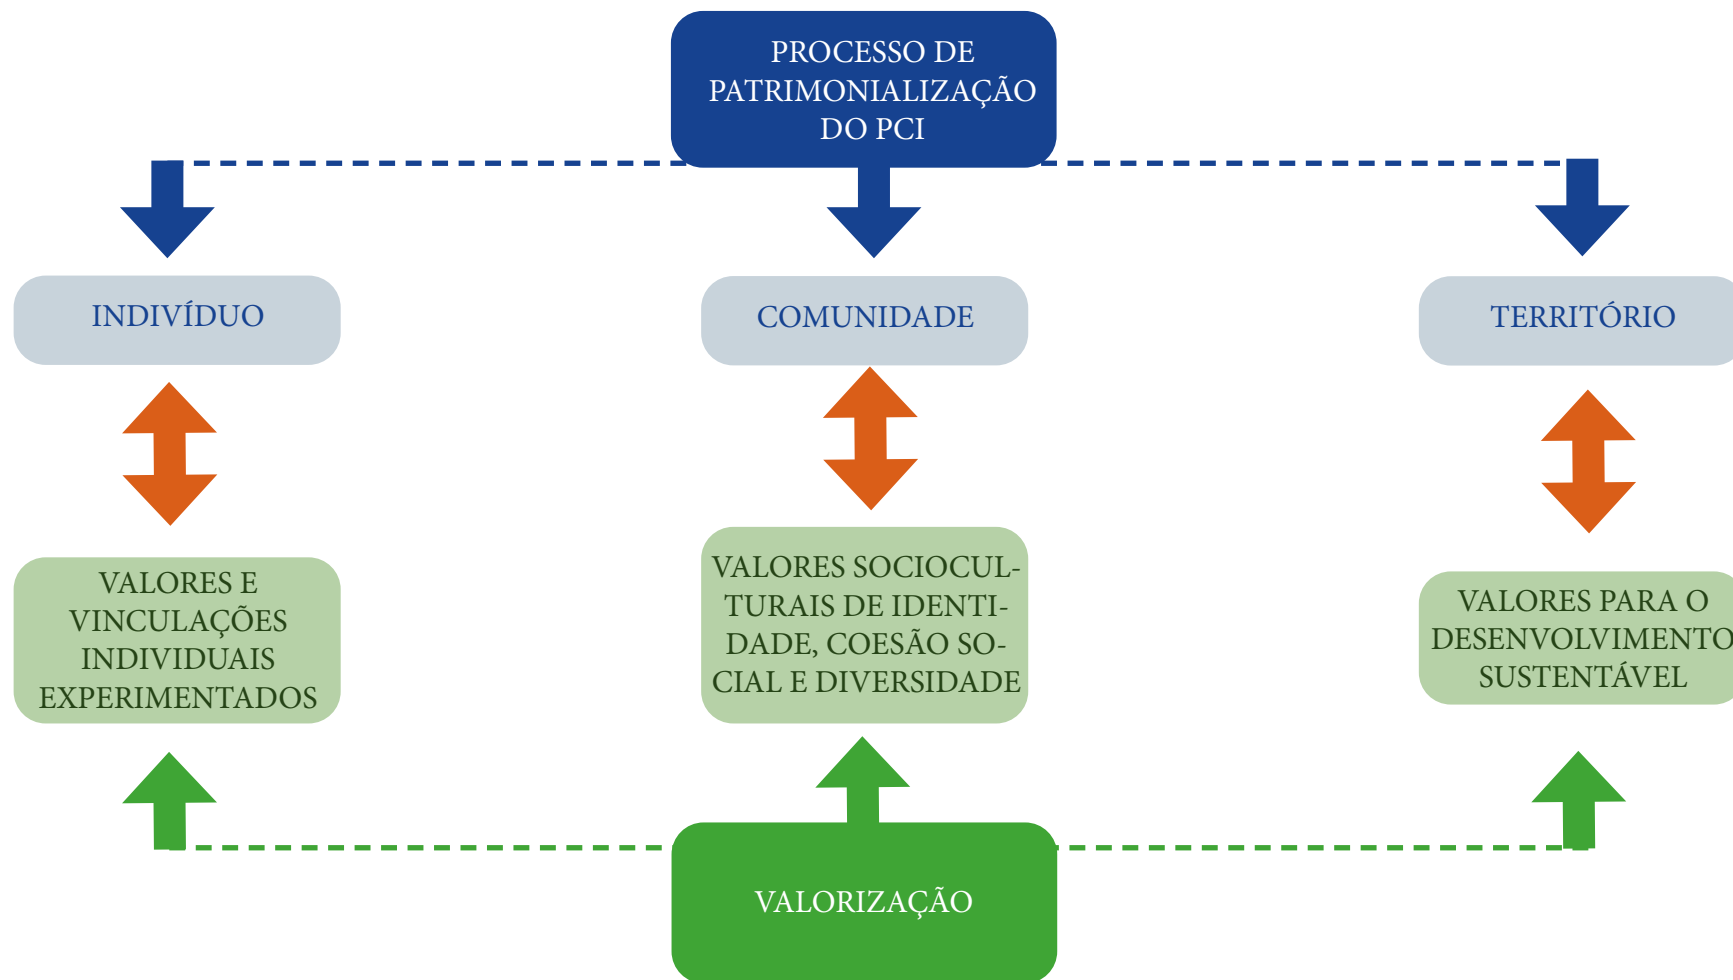 PROCESSO DE
PATRIMONIALIZAÇÃO
DO PCI
INDIVÍDUO
COMUNIDADE
TERRITÓRIO
VALORES E
VINCULAÇÕES
INDIVIDUAIS
EXPERIMENTADOS
VALORES SOCIOCUL-
TURAIS DE IDENTI-
DADE, COESÃO SO-
CIAL E DIVERSIDADE
VALORES PARA O
DESENVOLVIMENTO
SUSTENTÁVEL
VALORIZAÇÃO